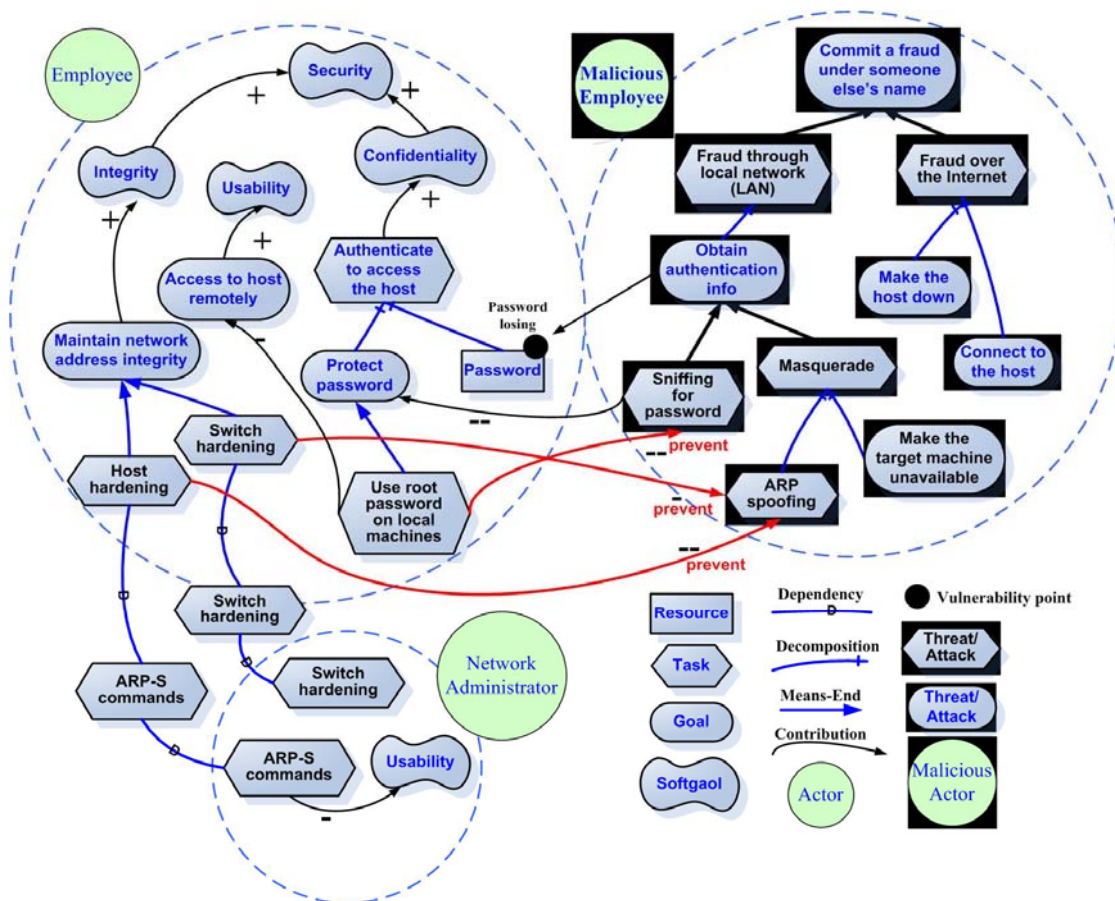 Employee
Security
+
+
Integrity
Confidentiality
Usability
+
+
+
Authenticate
to access
the host
Access to host
remotely
-
Maintain network
address integrity
Protect
password
Password
losing
Password
--
Switch
hardening
Host
hardening
Use root
password
on local
machines
D
D
Switch
hardening
ARP-S
commands
D
D
Switch
hardening
Network
Administrator
ARP-S
commands
Usability
-
Malicious
Employee
Commit a fraud
under someone
else's name
Fraud through
local network
(LAN)
Fraud over
the Internet
Obtain
authentication
info
Make the
host down
Connect to
the host
Sniffing
for
password
Masquerade
--
prevent
Make the
target machine
unavailable
ARP
spoofing
-
prevent
--
prevent
Resource
Task
Goal
Softgaol
Dependency
D
Decomposition
Means-End
Contribution
Actor
Vulnerability point
Threat/
Attack
Threat/
Attack
Malicious
Actor